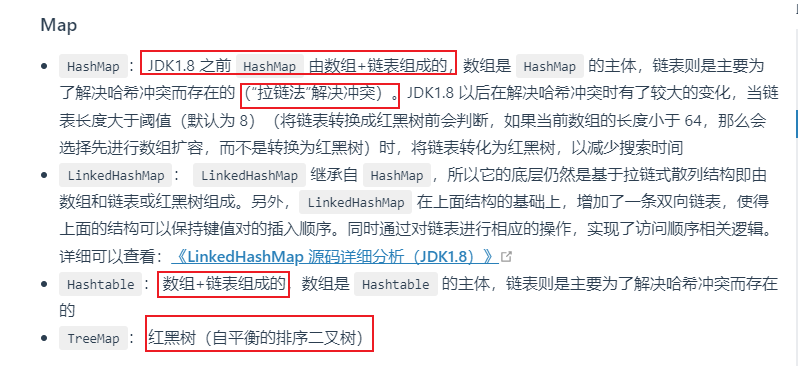 Map
HashMap：JDK1.8 之前 HashMap 由数组+链表组成的，数组是 HashMap 的主体，链表则是主要为
了解决哈希冲突而存在的（“拉链法”解决冲突）。JDK1.8 以后在解决哈希冲突时有了较大的变化，当链
表长度大于阈值（默认为 8）（将链表转换成红黑树前会判断，如果当前数组的长度小于 64，那么会
选择先进行数组扩容，而不是转换为红黑树）时，将链表转化为红黑树，以减少搜索时间
LinkedHashMap： LinkedHashMap 继承自 HashMap，所以它的底层仍然是基于拉链式散列结构即由
数组和链表或红黑树组成。另外，LinkedHashMap 在上面结构的基础上，增加了一条双向链表，使得
上面的结构可以保持键值对的插入顺序。同时通过对链表进行相应的操作，实现了访问顺序相关逻辑。
详细可以查看：《LinkedHashMap 源码详细分析（JDK1.8）》
Hashtable：数组+链表组成的，数组是 Hashtable 的主体，链表则是主要为了解决哈希冲突而存在
的
TreeMap：红黑树（自平衡的排序二叉树）